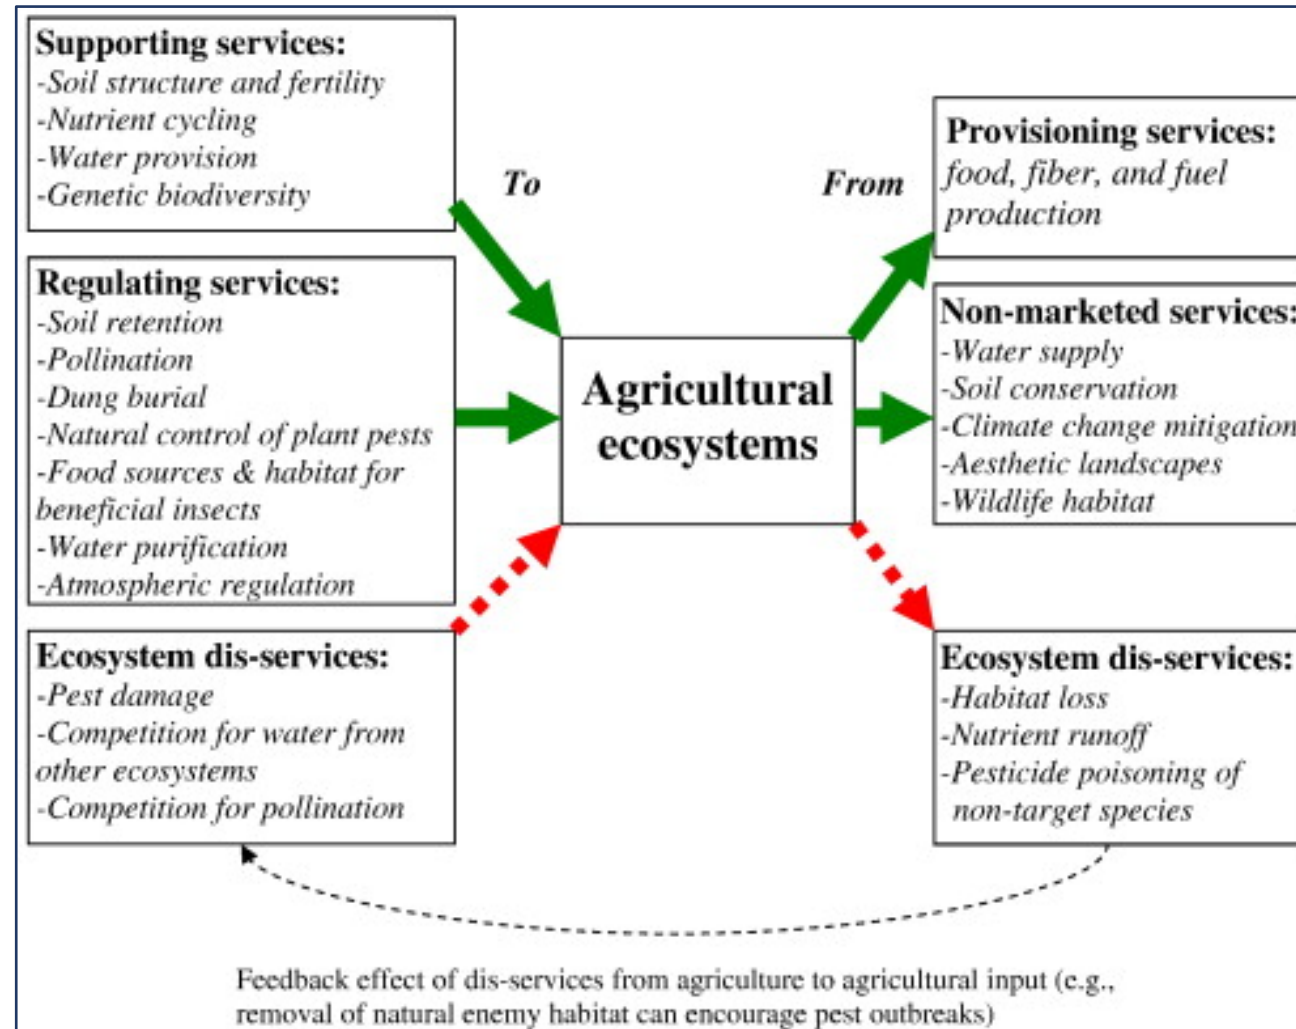 Supporting services:
-Soil structure and fertility
-Nutrient cycling
-Water provision
-Genetic biodiversity
Regulating services:
-Soil retention
-Pollination
-Dung burial
-Natural control of plant pests
-Food sources & habitat for
beneficial insects
-Water purification
-Atmospheric regulation
Ecosystem dis-services:
-Pest damage
-Competition for water from
other ecosystems
-Competition for pollination
To
From
Agricultural
ecosystems
Provisioning services:
food, fiber, and fuel
production
Non-marketed services:
-Water supply
-Soil conservation
-Climate change mitigation
-Aesthetic landscapes
-Wildlife habitat
Ecosystem dis-services:
-Habitat loss
-Nutrient runoff
-Pesticide poisoning of
non-target species
Feedback effect of dis-services from agriculture to agricultural input (e.g.,
removal of natural enemy habitat can encourage pest outbreaks)